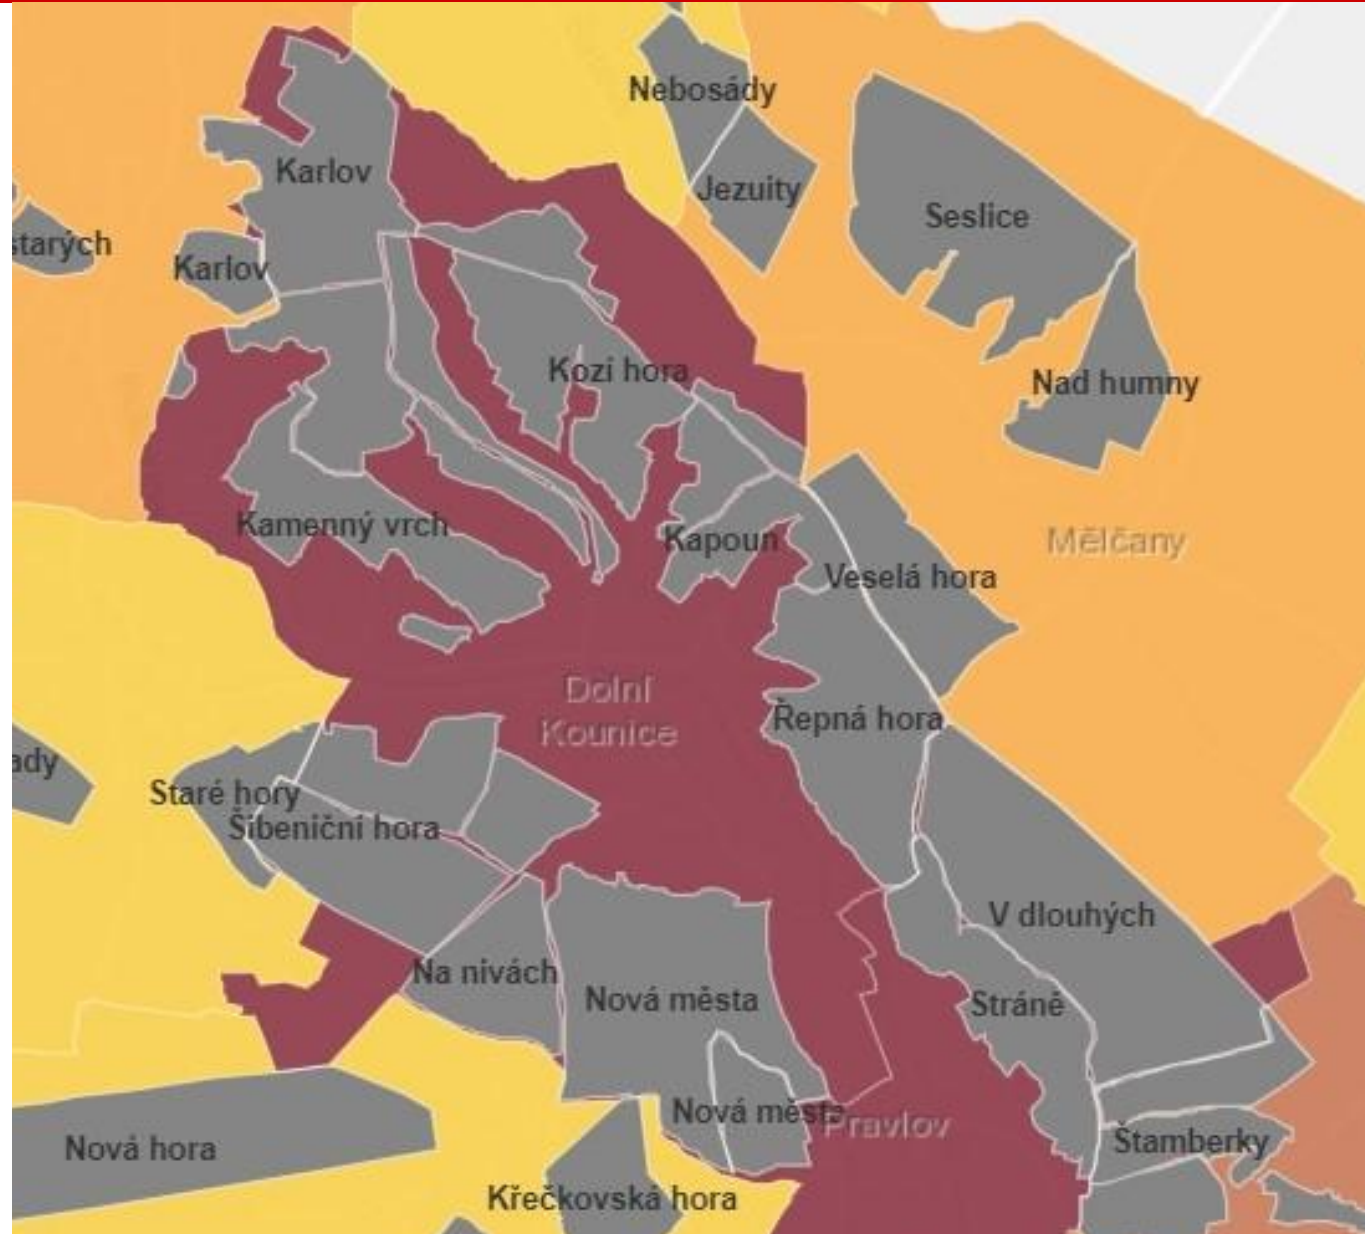 Nebosády
Karlov
Jezuity
Seslice
starých
Karlov
Kozí hora
Nad humny
Kamenný vrch
Kapoun
Mělčany
Veselá hora
Dolní
Kounice
Řepná hora
ady
Staré hory
Šibeniční hora
V dlouhých
Na nivách
Nová města
Stráně
Nová města
Pravlov
Nová hora
Štamberky
Křečkovská hora